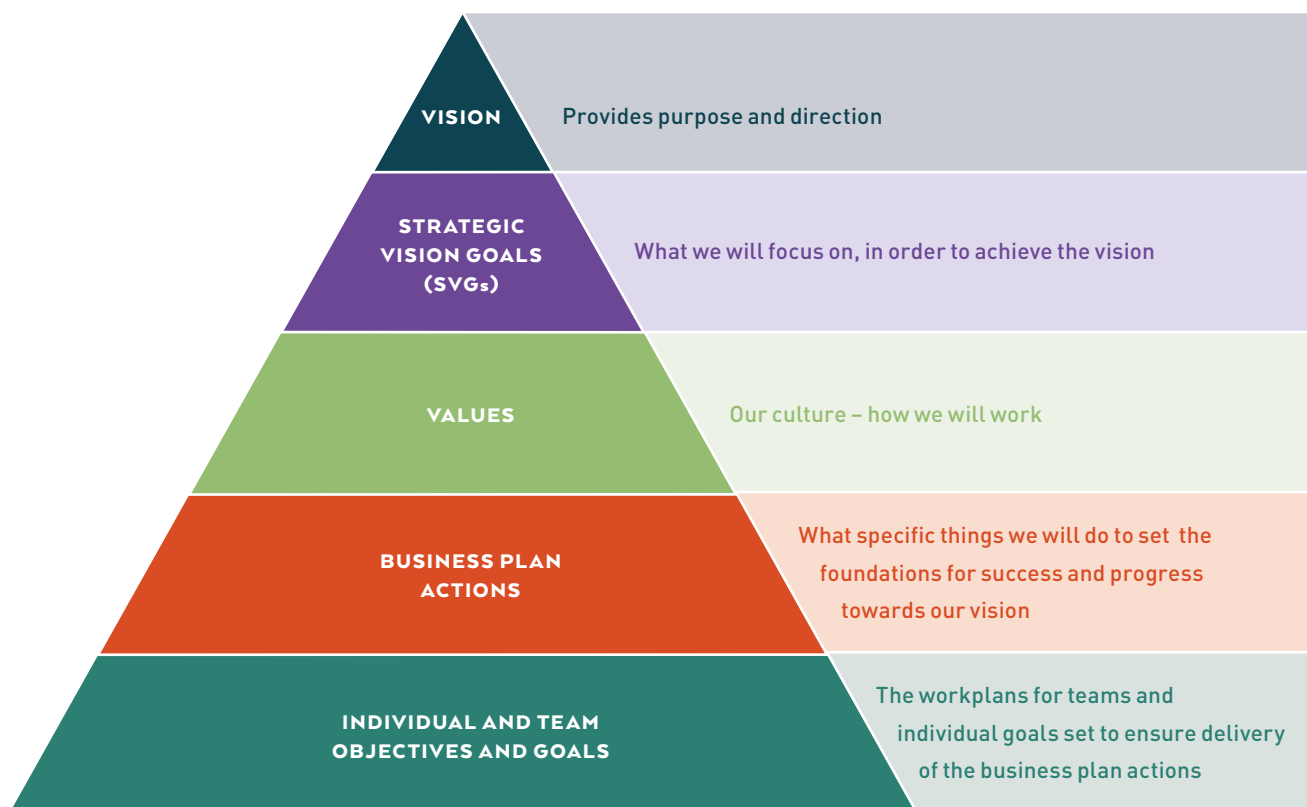 VISION
Provides purpose and direction
STRATEGIC
VISION GOALS
(SVGs)
What we will focus on, in order to achieve the vision
VALUES
Our culture – how we will work
BUSINESS PLAN
ACTIONS
What specific things we will do to set the
foundations for success and progress
towards our vision
INDIVIDUAL AND TEAM
OBJECTIVES AND GOALS
The workplans for teams and
individual goals set to ensure delivery
of the business plan actions